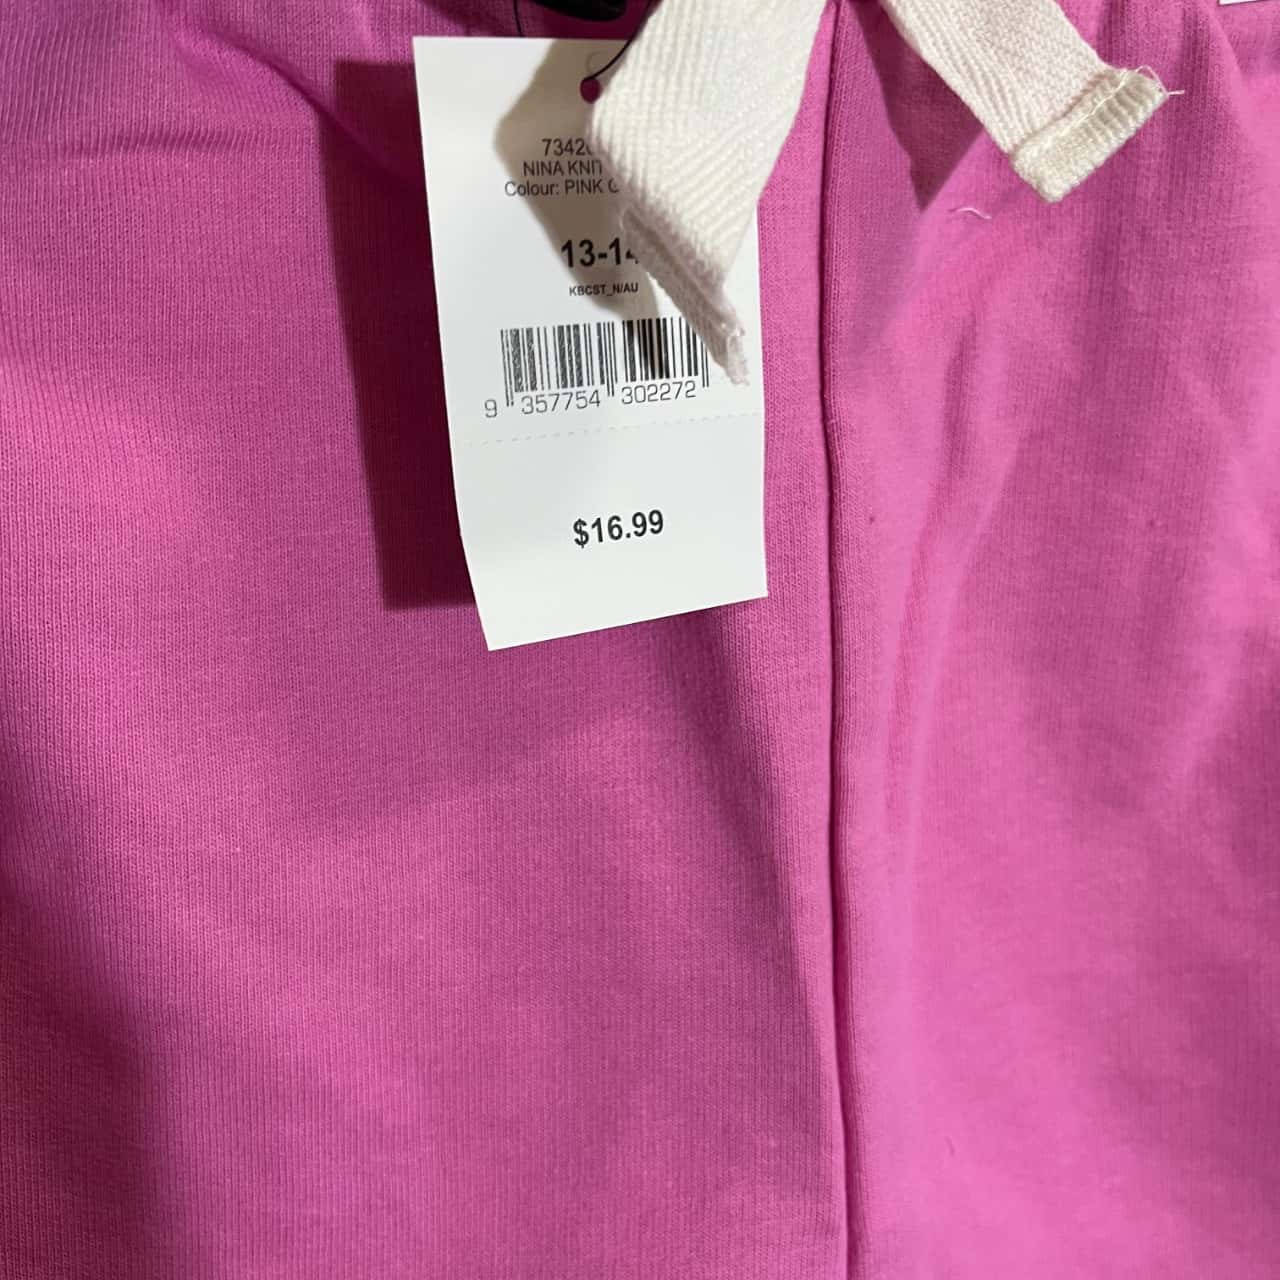 7342
NINA KNIT
Colour: PINK
13-14
KBCST_N/AU
9 357754 302272
$16.99